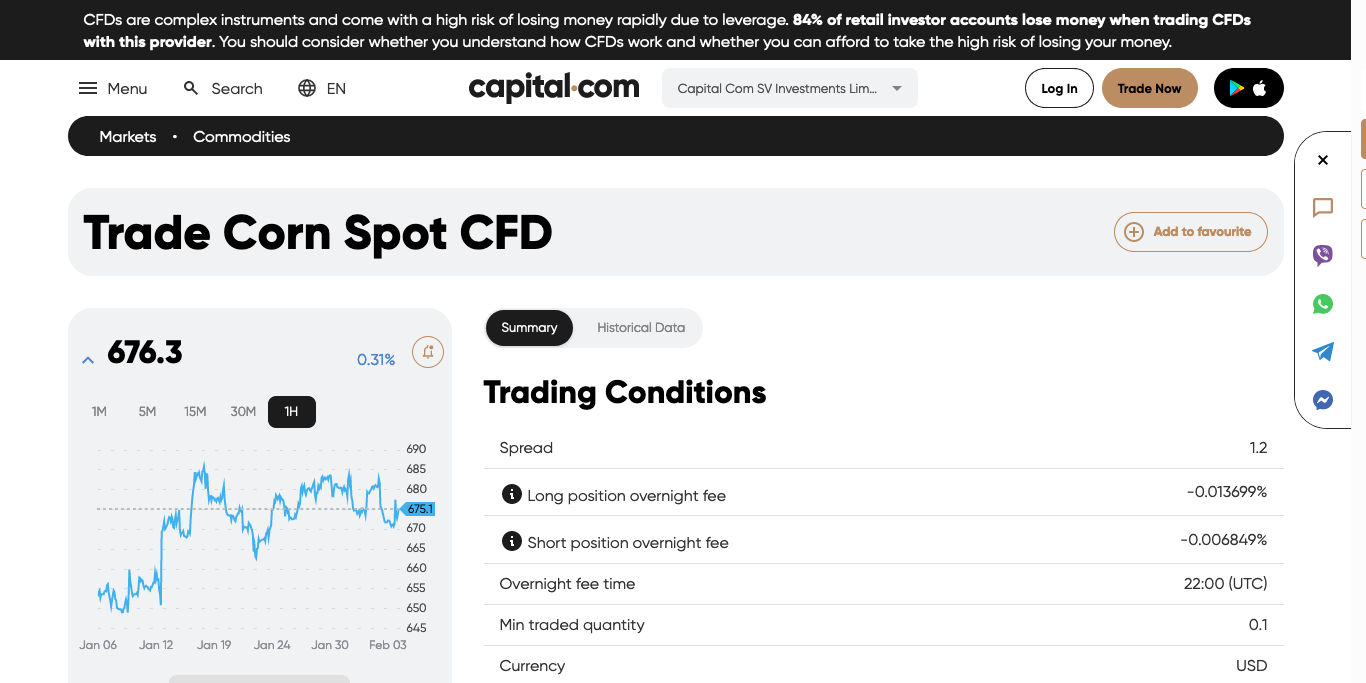 CFDs are complex instruments and come with a high risk of losing money rapidly due to leverage. 84% of retail investor accounts lose money when trading CFDs
with this provider. You should consider whether you understand how CFDs work and whether you can afford to take the high risk of losing your money.
Menu Search EN capital.com Capital Com SV Investments Lim... Log In Trade Now
Markets • Commodities
Trade Corn Spot CFD
Add to favourite
676.3
0.31%
1M 5M 15M 30M 1H
690
685
680
675.1
670
665
660
655
650
645
Jan 06 Jan 12 Jan 19 Jan 24 Jan 30 Feb 03
Summary Historical Data
Trading Conditions
Spread 1.2
Long position overnight fee -0.013699%
Short position overnight fee -0.006849%
Overnight fee time 22:00 (UTC)
Min traded quantity 0.1
Currency USD